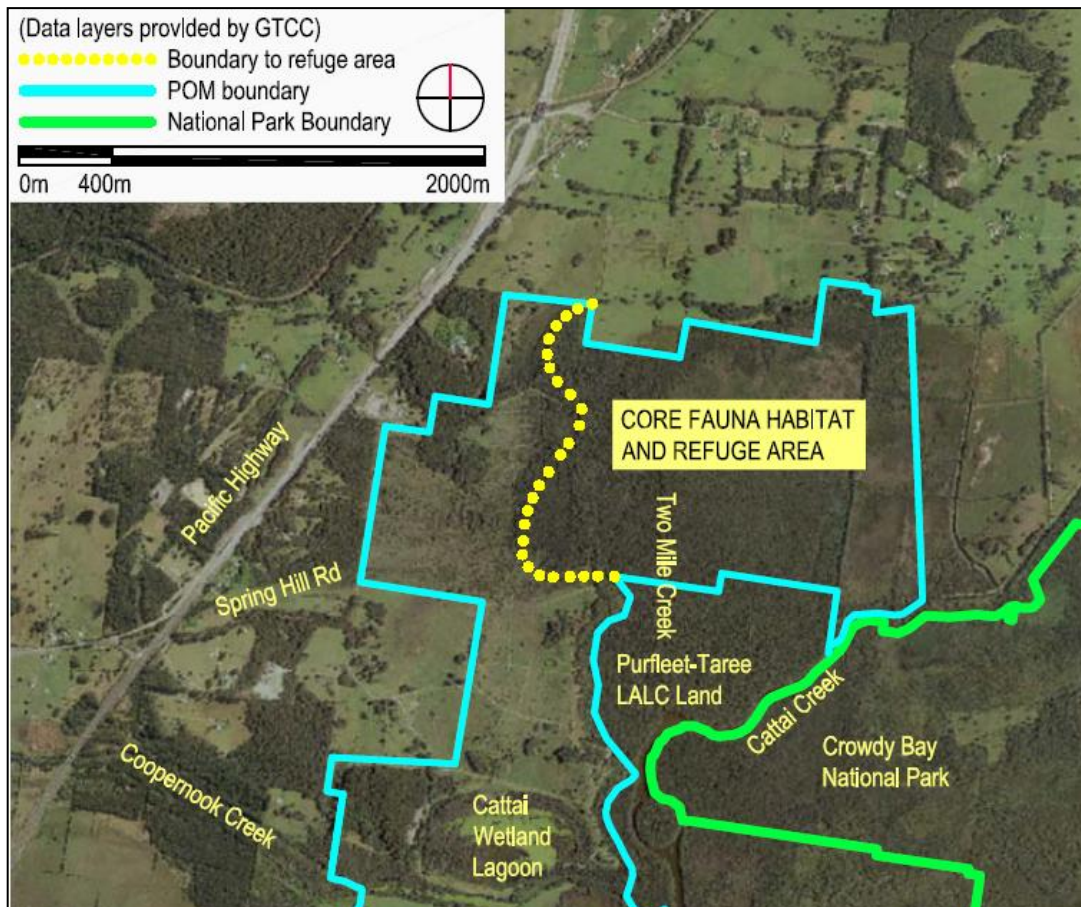 (Data layers provided by GTCC)
Boundary to refuge area
POM boundary
National Park Boundary
0m 400m 2000m
CORE FAUNA HABITAT
AND REFUGE AREA
Pacific Highway
Two Mile Creek
Spring Hill Rd
Purfleet-Taree
LALC Land
Cattai Creek
Crowdy Bay
National Park
Coopernook Creek
Cattai
Wetland
Lagoon